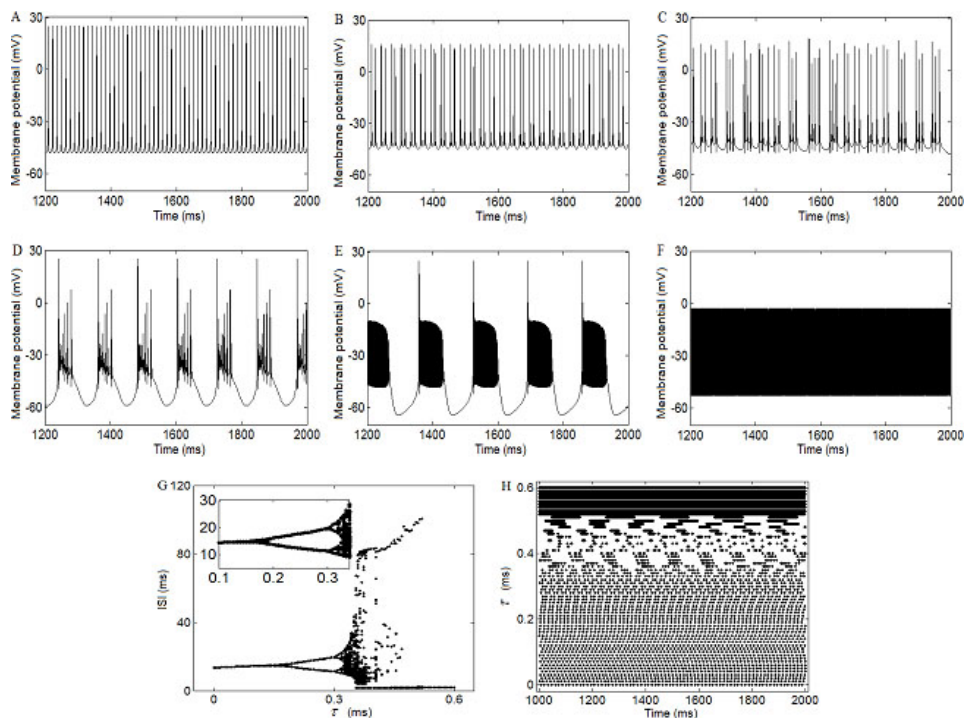 A
30
0
-30
-60
Membrane potential (mV)
1200 1400 1600 1800 2000
Time (ms)
B
30
0
-30
-60
Membrane potential (mV)
1200 1400 1600 1800 2000
Time (ms)
C
30
0
-30
-60
Membrane potential (mV)
1200 1400 1600 1800 2000
Time (ms)
D
30
0
-30
-60
Membrane potential (mV)
1200 1400 1600 1800 2000
Time (ms)
E
30
0
-30
-60
Membrane potential (mV)
1200 1400 1600 1800 2000
Time (ms)
F
30
0
-30
-60
Membrane potential (mV)
1200 1400 1600 1800 2000
Time (ms)
G
120
80
40
0
ISI (ms)
30
20
10
0.1 0.2 0.3
0 0.3 0.6
τ (ms)
H
0.6
0.4
0.2
0
τ (ms)
1000 1200 1400 1600 1800 2000
Time (ms)